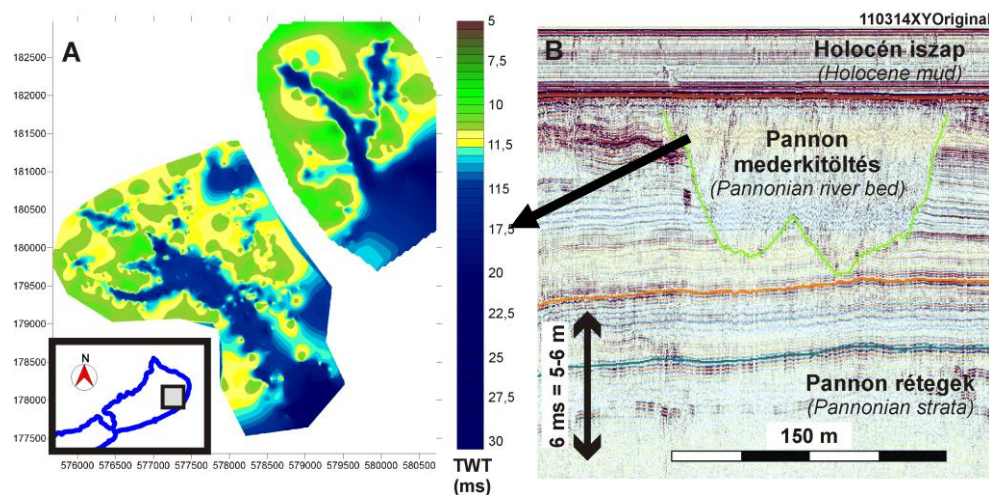 A
182500
182000
181500
181000
180500
180000
179500
179000
178500
178000
177500
N
576000 576500 577000 577500 578000 578500 579000 579500 580000 580500
5
7,5
10
11,5
15
17,5
20
22,5
25
27,5
30
TWT
(ms)
110314XYOriginal
B
Holocén iszap
(Holocene mud)
Pannon
mederkitöltés
(Pannonian river bed)
6 ms = 5-6 m
Pannon rétegek
(Pannonian strata)
150 m